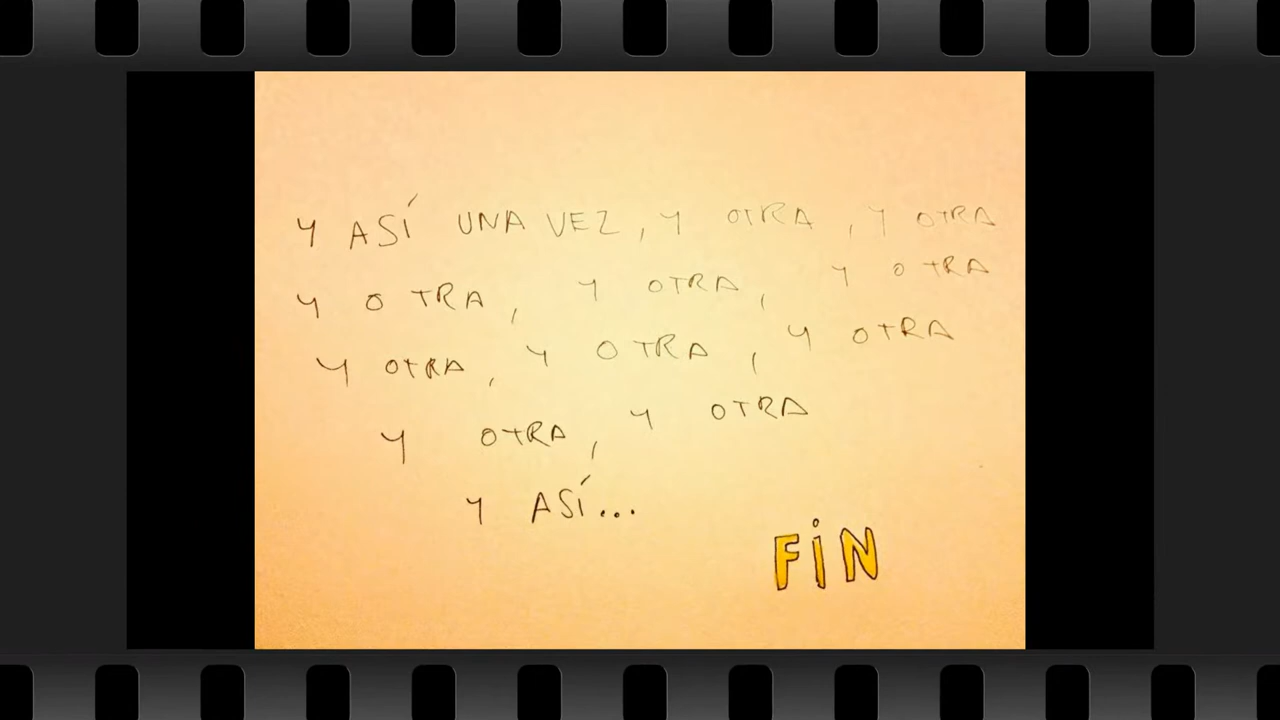 Y ASÍ UNA VEZ, Y OTRA, Y OTRA
Y OTRA, Y OTRA, Y OTRA
Y OTRA, Y OTRA, Y OTRA
Y OTRA, Y OTRA
Y ASÍ...
FiN